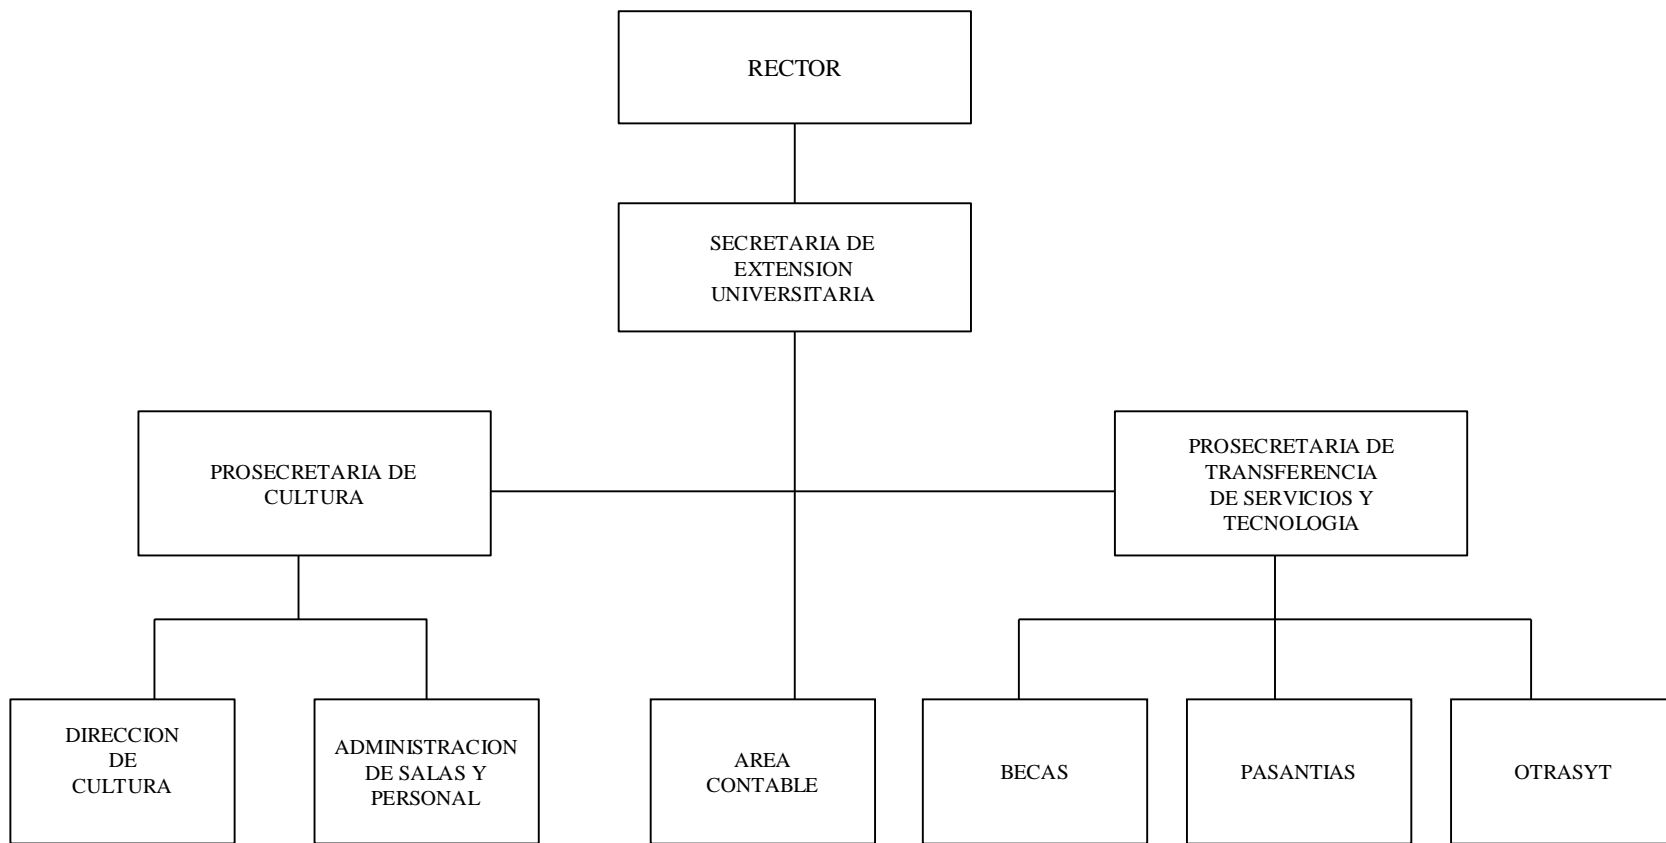 RECTOR
SECRETARIA DE
EXTENSION
UNIVERSITARIA
PROSECRETARIA DE
CULTURA
PROSECRETARIA DE
TRANSFERENCIA
DE SERVICIOS Y
TECNOLOGIA
DIRECCION
DE
CULTURA
ADMINISTRACION
DE SALAS Y
PERSONAL
AREA
CONTABLE
BECAS
PASANTIAS
OTRASYT